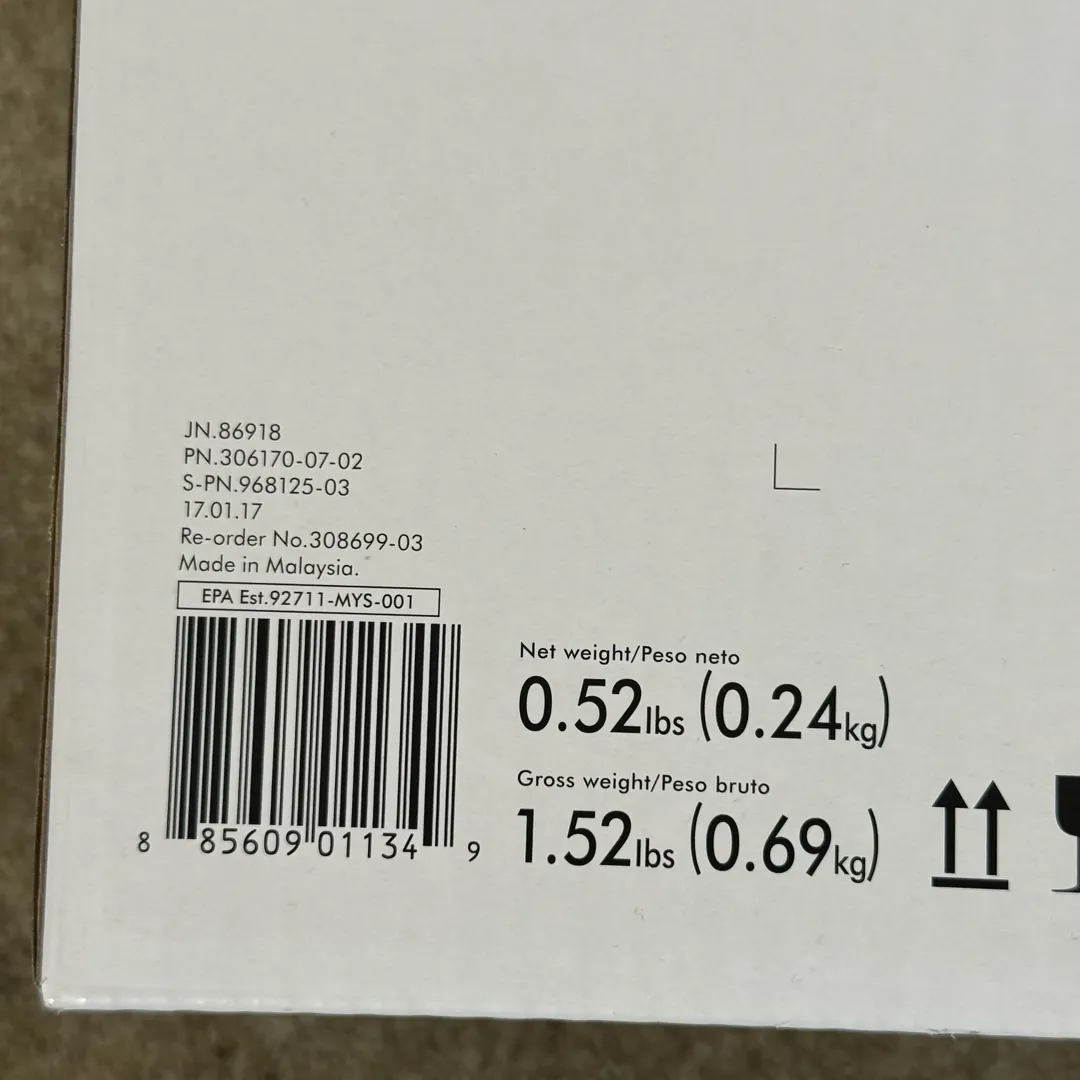 JN.86918
PN.306170-07-02
S-PN.968125-03
17.01.17
Re-order No.308699-03
Made in Malaysia.
EPA Est.92711-MYS-001
8 85609 01134 9
Net weight/Peso neto
0.52lbs (0.24kg)
Gross weight/Peso bruto
1.52lbs (0.69kg)